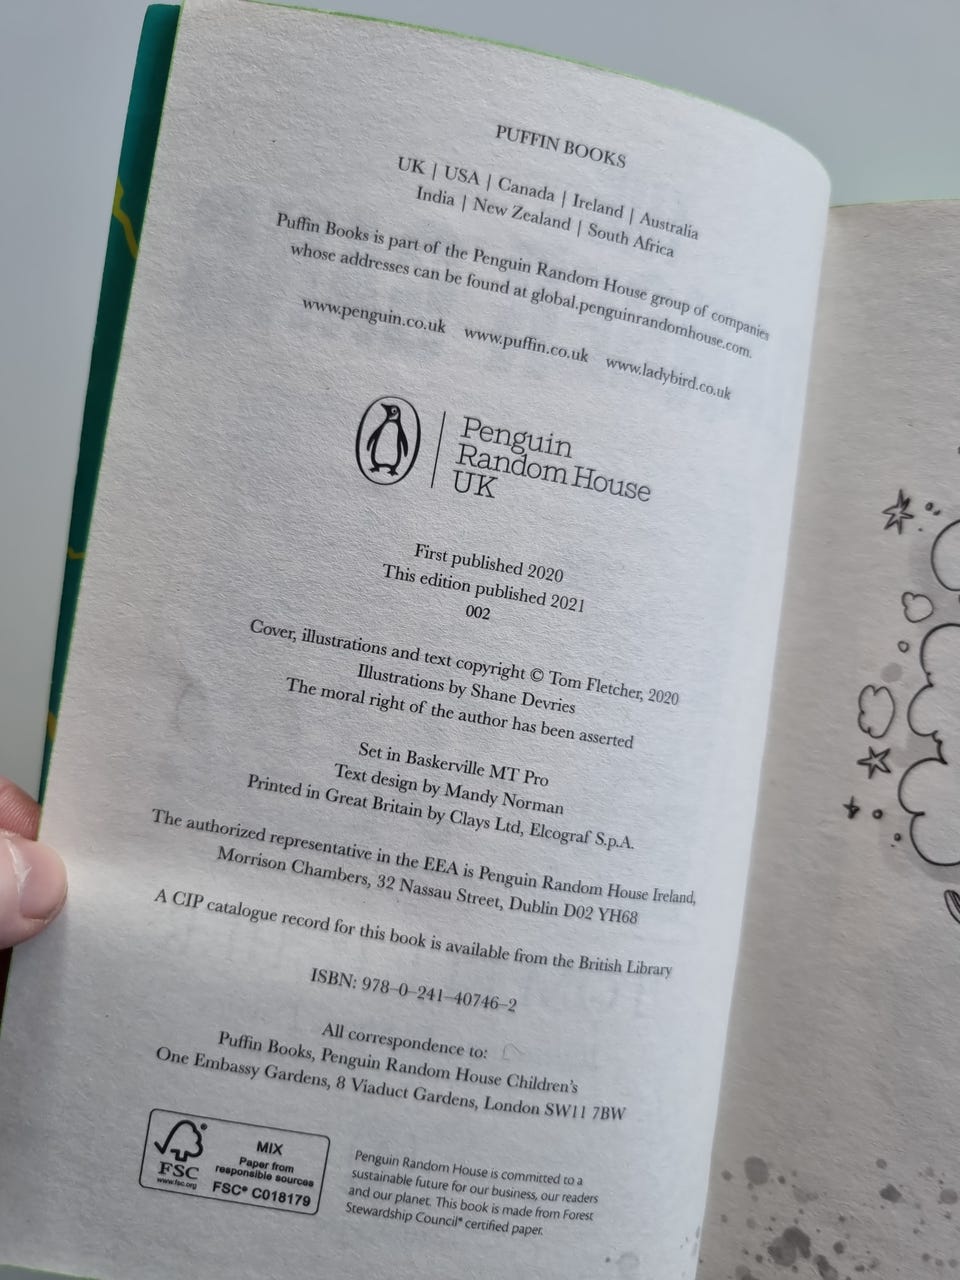 PUFFIN BOOKS
UK | USA | Canada | Ireland | Australia
India | New Zealand | South Africa
Puffin Books is part of the Penguin Random House group of companies
whose addresses can be found at global.penguinrandomhouse.com.
www.penguin.co.uk www.puffin.co.uk www.ladybird.co.uk
Penguin
Random House
UK
First published 2020
This edition published 2021
002
Cover, illustrations and text copyright © Tom Fletcher, 2020
Illustrations by Shane Devries
The moral right of the author has been asserted
Set in Baskerville MT Pro
Text design by Mandy Norman
Printed in Great Britain by Clays Ltd, Elcograf S.p.A.
The authorized representative in the EEA is Penguin Random House Ireland,
Morrison Chambers, 32 Nassau Street, Dublin D02 YH68
A CIP catalogue record for this book is available from the British Library
ISBN: 978–0–241–40746–2
All correspondence to:
Puffin Books, Penguin Random House Children's
One Embassy Gardens, 8 Viaduct Gardens, London SW11 7BW
FSC
www.fsc.org
MIX
Paper from
responsible sources
FSC® C018179
Penguin Random House is committed to a
sustainable future for our business, our readers
and our planet. This book is made from Forest
Stewardship Council® certified paper.